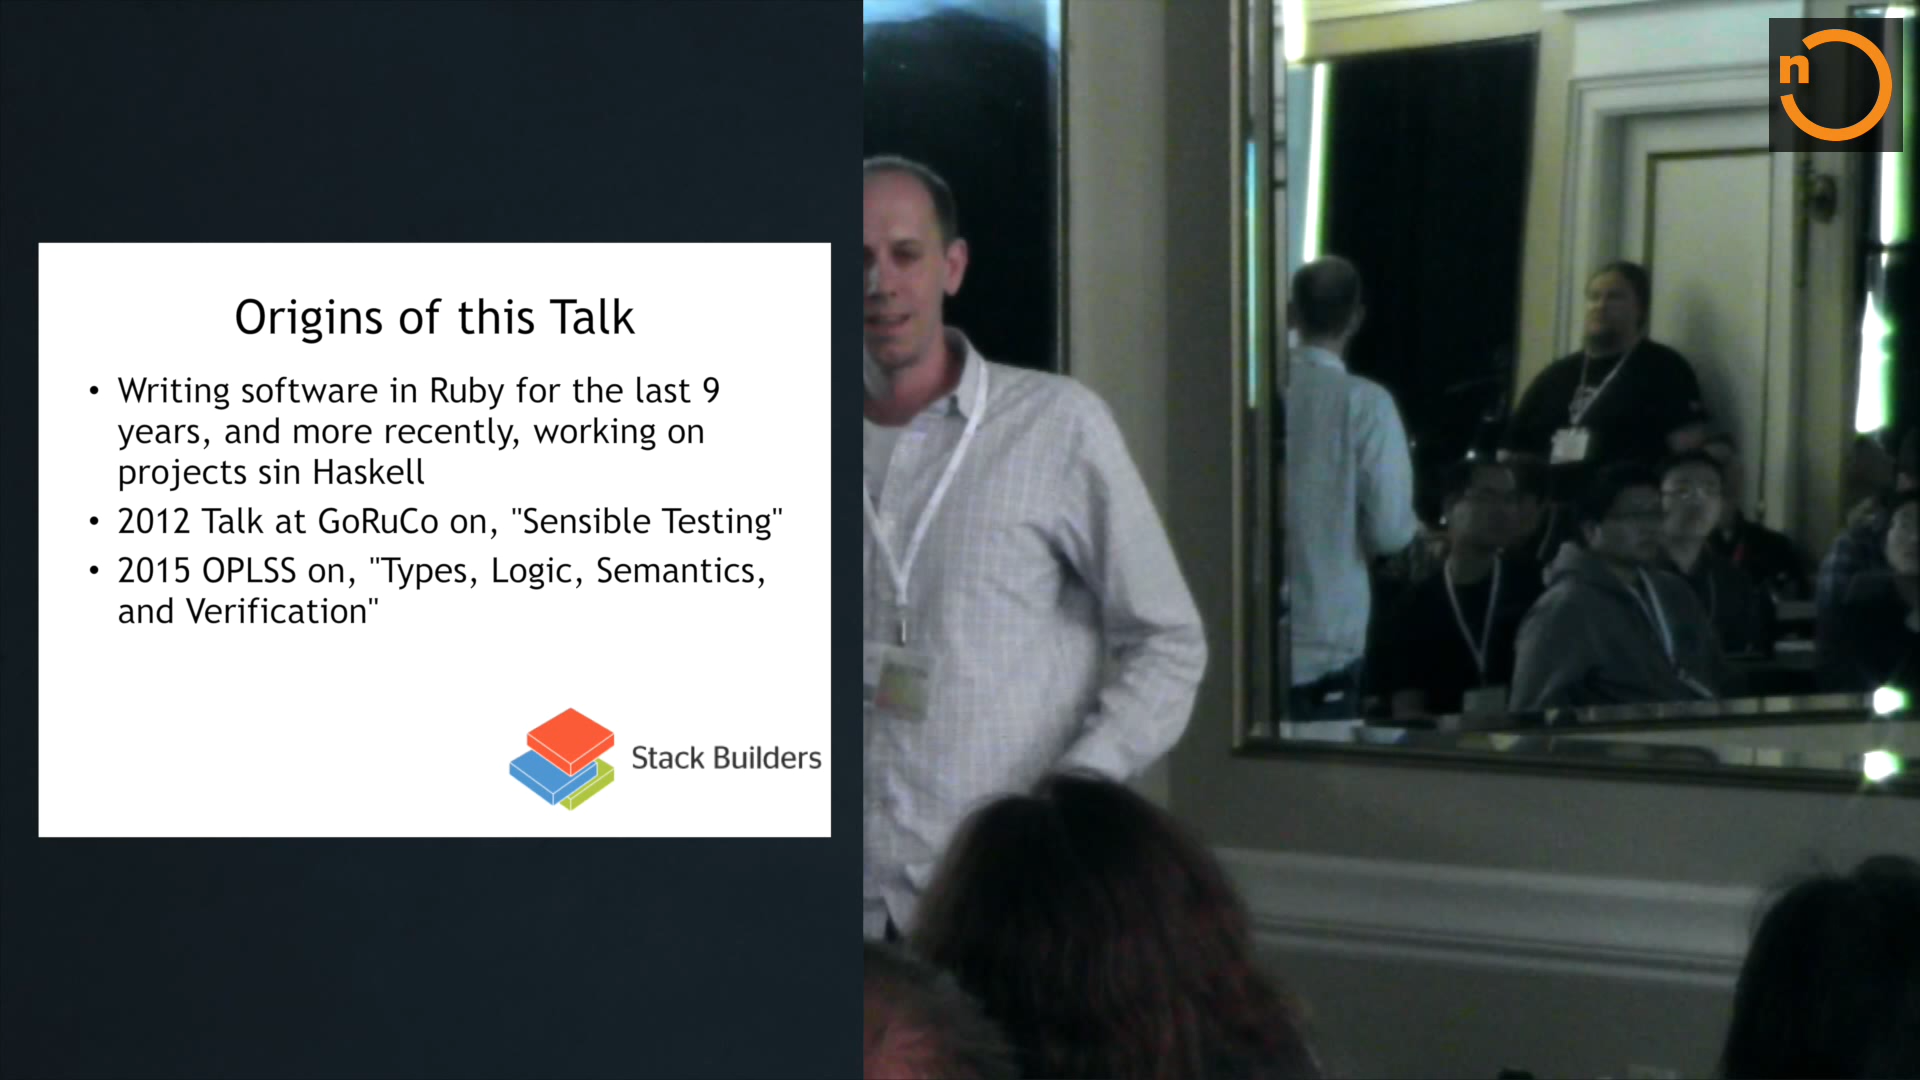 n
Origins of this Talk
• Writing software in Ruby for the last 9
years, and more recently, working on
projects sin Haskell
• 2012 Talk at GoRuCo on, "Sensible Testing"
• 2015 OPLSS on, "Types, Logic, Semantics,
and Verification"
Stack Builders